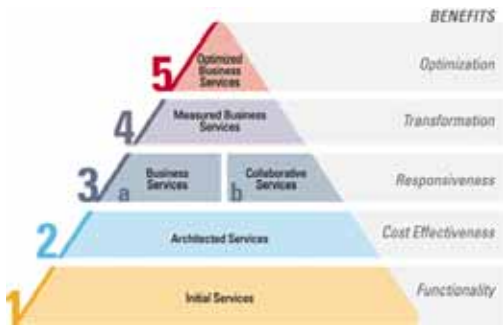 BENEFITS
5
Optimized
Business
Services
Optimization
4
Measured Business
Services
Transformation
3
a
Business
Services
b
Collaborative
Services
Responsiveness
2
Architected Services
Cost Effectiveness
1
Initial Services
Functionality